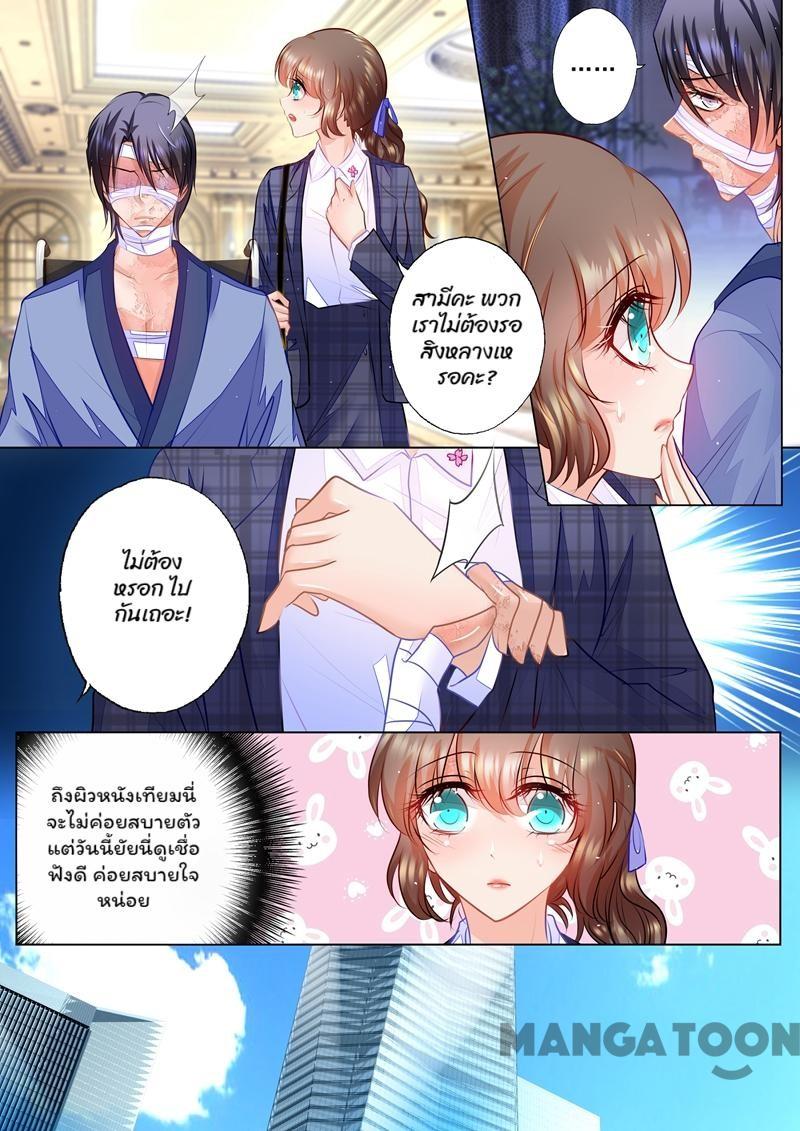 สามีคะ พวก
เราไม่ต้องรอ
สิงหลางเห
รอคะ?
......
ไม่ต้อง
หรอก ไป
กันเถอะ!
ถึงผิวหนังเทียมนี่
จะไม่ค่อยสบายตัว
แต่วันนี้ยัยนี่ดูเชื่อ
ฟังดี ค่อยสบายใจ
หน่อย
MANGATOON